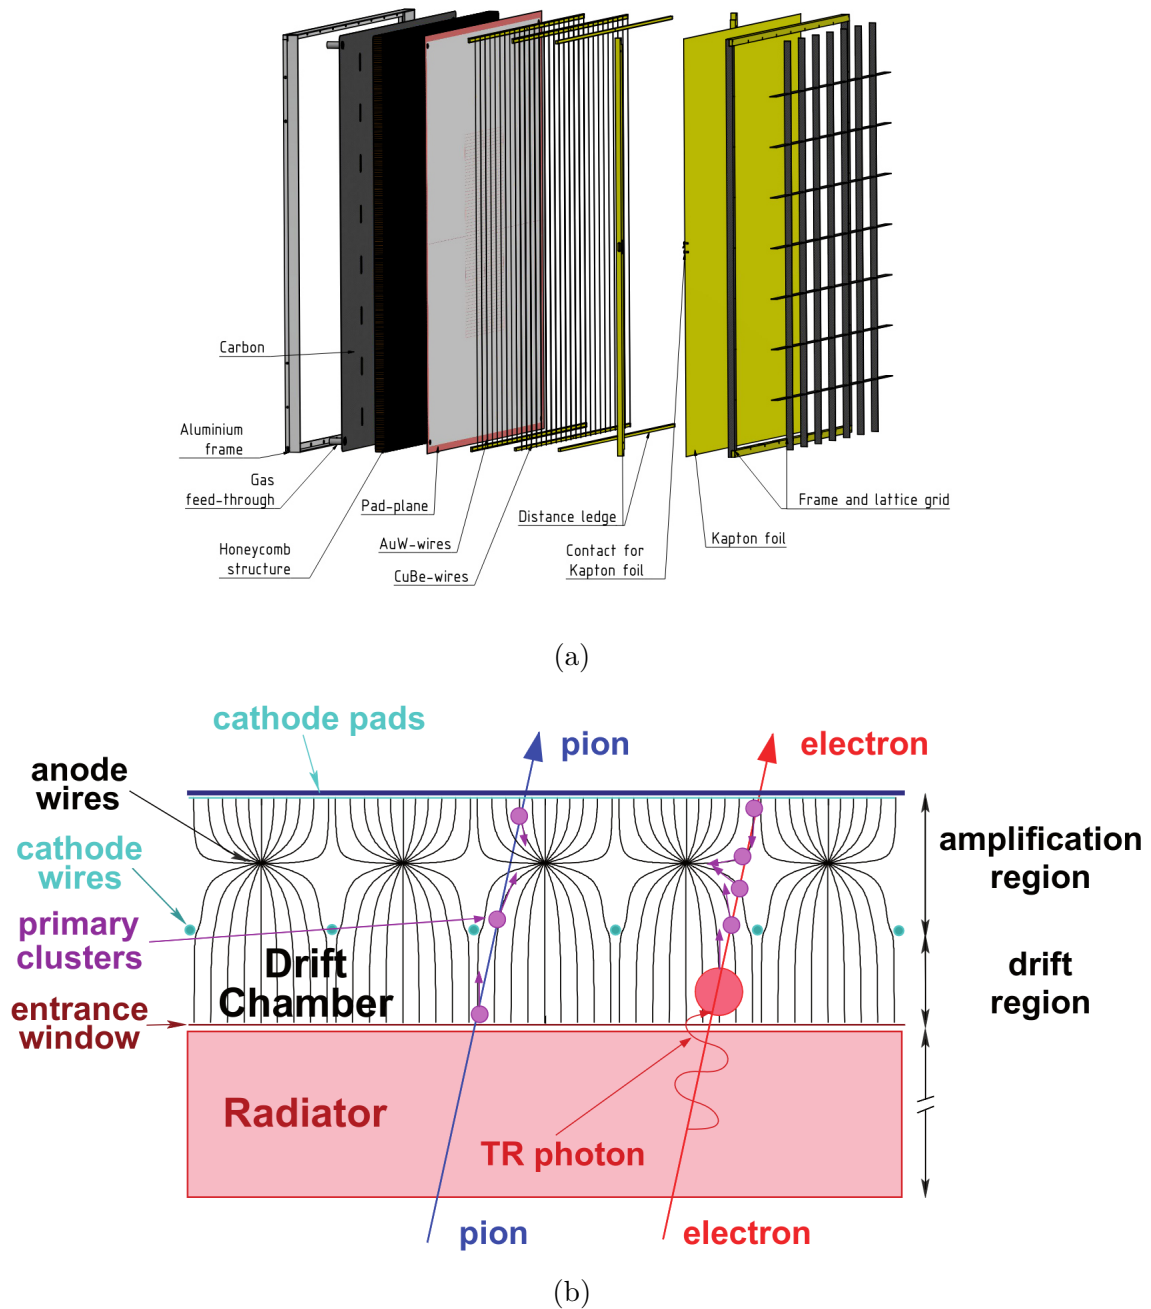 Carbon
Aluminium
frame
Gas
feed-through
Honeycomb
structure
Pad-plane
AuW-wires
CuBe-wires
Distance ledge
Contact for
Kapton foil
Kapton foil
Frame and lattice grid
(a)
cathode pads
pion
electron
anode
wires
cathode
wires
amplification
region
primary
clusters
Drift
Chamber
drift
region
entrance
window
Radiator
TR photon
pion
electron
(b)